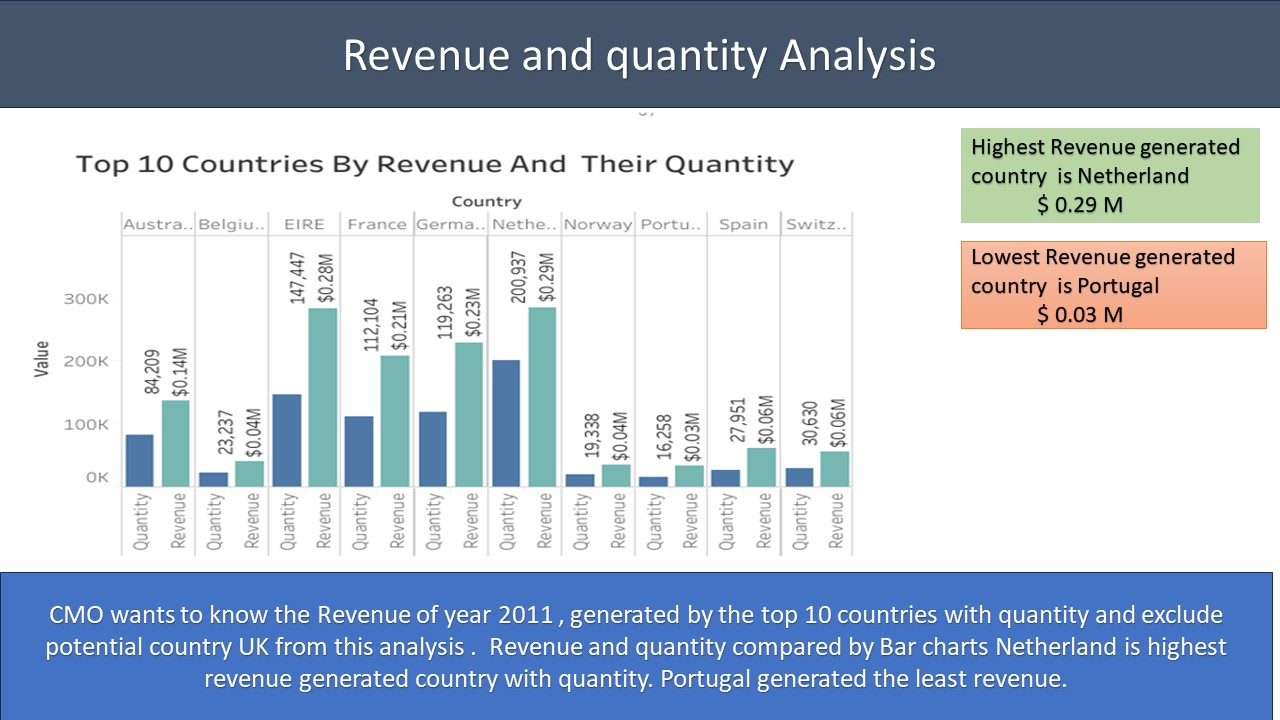 Revenue and quantity Analysis
Top 10 Countries By Revenue And Their Quantity
Country
Austra.. Belgiu.. EIRE France Germa.. Nethe.. Norway Portu.. Spain Switz..
Value
300K
200K
100K
0K
84,209 $0.14M
23,237 $0.04M
147,447 $0.28M
112,104 $0.21M
119,263 $0.23M
200,937 $0.29M
19,338 $0.04M
16,258 $0.03M
27,951 $0.06M
30,630 $0.06M
Quantity Revenue Quantity Revenue Quantity Revenue Quantity Revenue Quantity Revenue Quantity Revenue Quantity Revenue Quantity Revenue Quantity Revenue Quantity Revenue
Highest Revenue generated
country is Netherland
$ 0.29 M
Lowest Revenue generated
country is Portugal
$ 0.03 M
CMO wants to know the Revenue of year 2011 , generated by the top 10 countries with quantity and exclude
potential country UK from this analysis . Revenue and quantity compared by Bar charts Netherland is highest
revenue generated country with quantity. Portugal generated the least revenue.